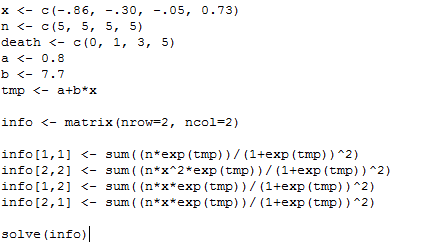 x <- c(-.86, -.30, -.05, 0.73)
n <- c(5, 5, 5, 5)
death <- c(0, 1, 3, 5)
a <- 0.8
b <- 7.7
tmp <- a+b*x
info <- matrix(nrow=2, ncol=2)
info[1,1] <- sum((n*exp(tmp))/(1+exp(tmp))^2)
info[2,2] <- sum((n*x^2*exp(tmp))/(1+exp(tmp))^2)
info[1,2] <- sum((n*x*exp(tmp))/(1+exp(tmp))^2)
info[2,1] <- sum((n*x*exp(tmp))/(1+exp(tmp))^2)
solve(info)